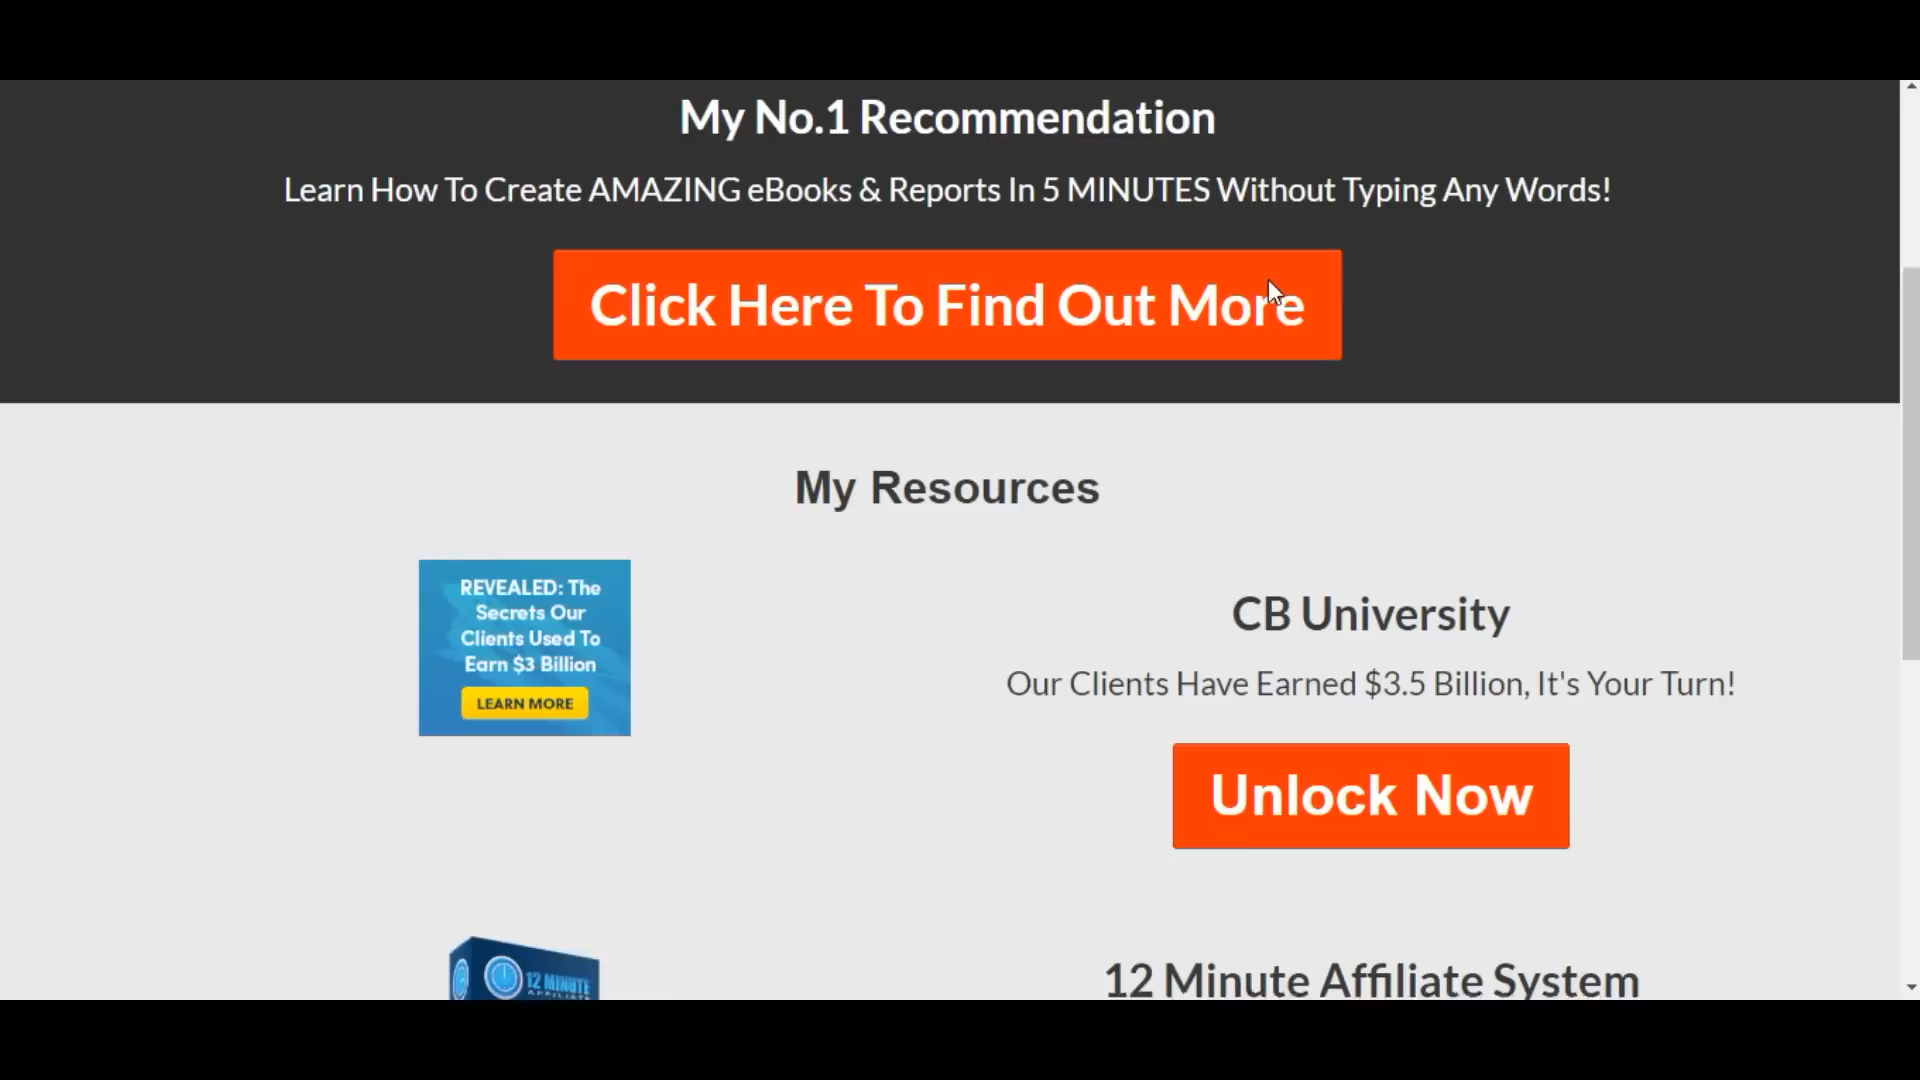 My No.1 Recommendation
Learn How To Create AMAZING eBooks & Reports In 5 MINUTES Without Typing Any Words!
Click Here To Find Out More
My Resources
REVEALED: The
Secrets Our
Clients Used To
Earn $3 Billion
LEARN MORE
CB University
Our Clients Have Earned $3.5 Billion, It's Your Turn!
Unlock Now
12 MINUTE
12 Minute Affiliate System